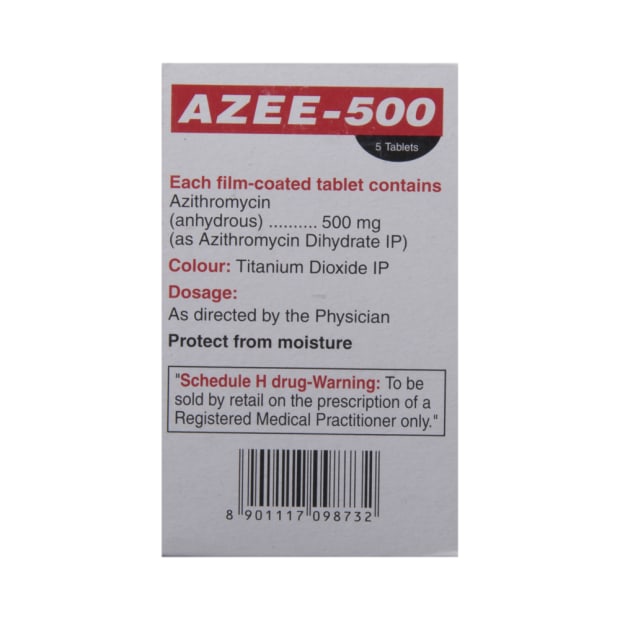 AZEE-500
5 Tablets
Each film-coated tablet contains
Azithromycin
(anhydrous) .......... 500 mg
(as Azithromycin Dihydrate IP)
Colour: Titanium Dioxide IP
Dosage:
As directed by the Physician
Protect from moisture
"Schedule H drug-Warning: To be
sold by retail on the prescription of a
Registered Medical Practitioner only."
8 901117 098732